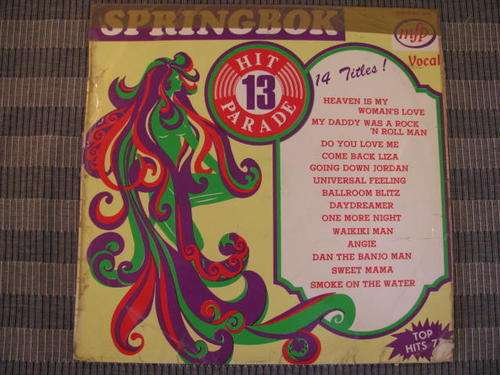 SPRINGBOK
mfp
Vocal
HIT
13
PARADE
14 Titles!
HEAVEN IS MY
WOMAN'S LOVE
MY DADDY WAS A ROCK
'N ROLL MAN
DO YOU LOVE ME
COME BACK LIZA
GOING DOWN JORDAN
UNIVERSAL FEELING
BALLROOM BLITZ
DAYDREAMER
ONE MORE NIGHT
WAIKIKI MAN
ANGIE
DAN THE BANJO MAN
SWEET MAMA
SMOKE ON THE WATER
TOP
HITS 7